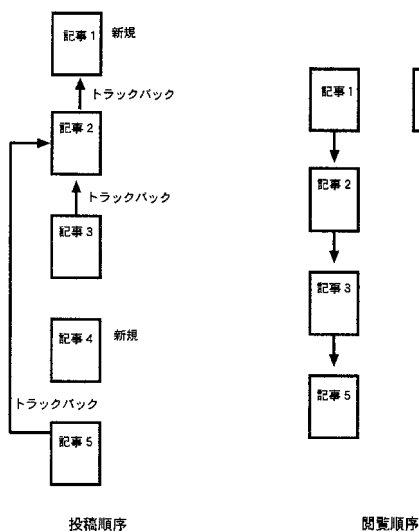 記事1
新規
トラックバック
記事2
トラックバック
記事3
記事4
新規
トラックバック
記事5
投稿順序
記事1
記事2
記事3
記事5
閲覧順序